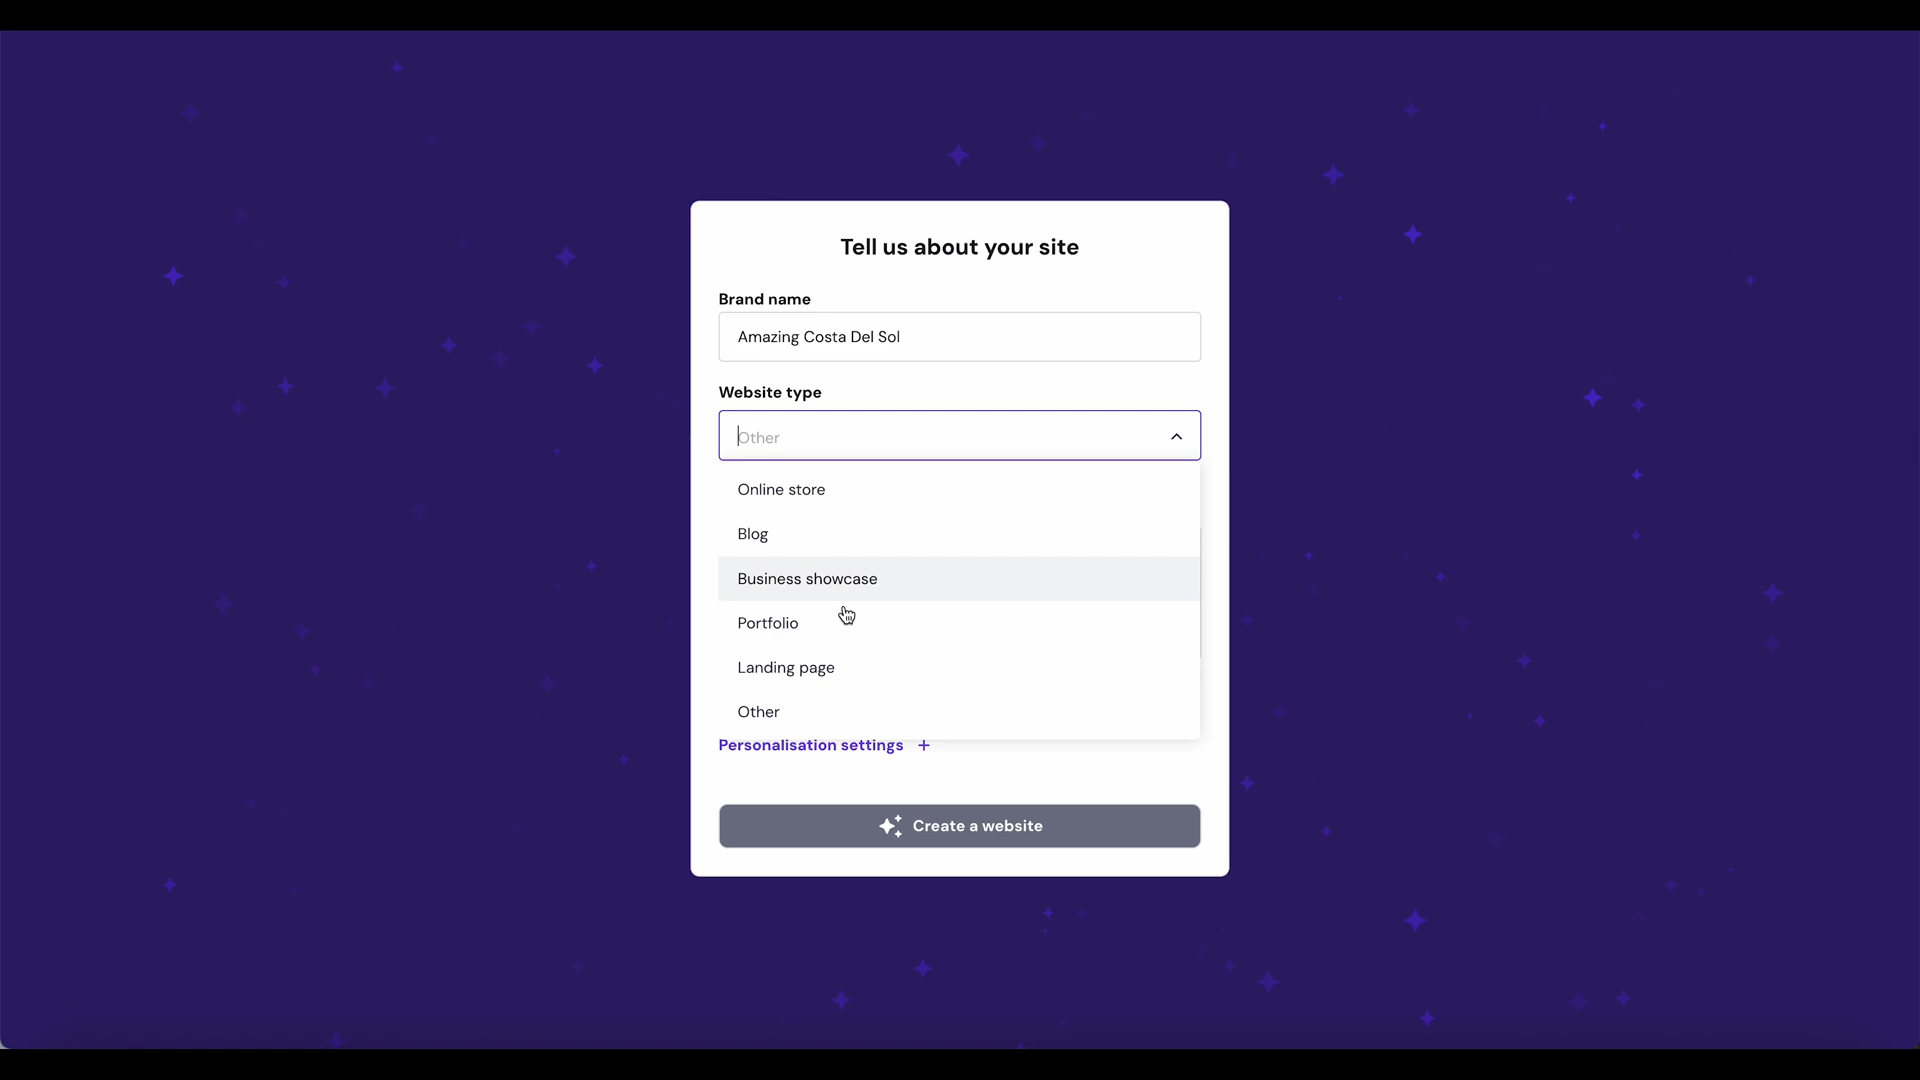 Tell us about your site
Brand name
Amazing Costa Del Sol
Website type
Other
Online store
Blog
Business showcase
Portfolio
Landing page
Other
Personalisation settings +
Create a website